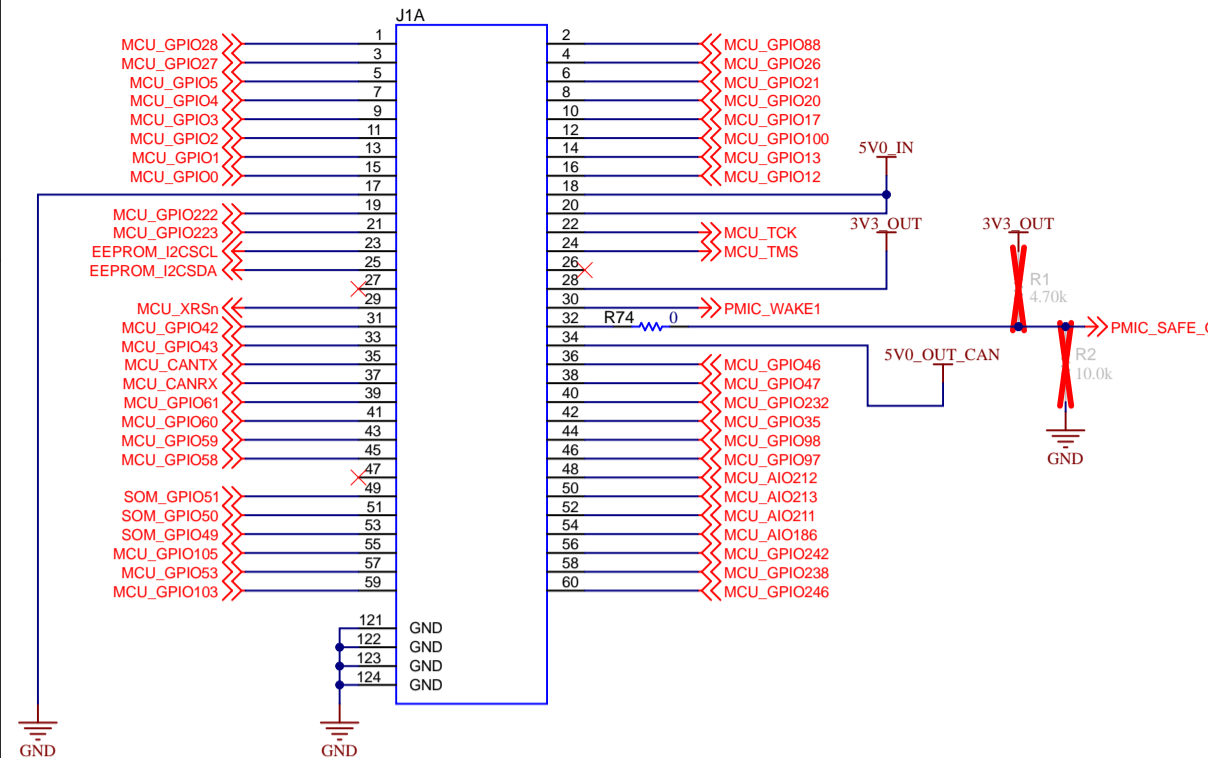 J1A
MCU_GPIO28 1 2 MCU_GPIO88
MCU_GPIO27 3 4 MCU_GPIO26
MCU_GPIO5 5 6 MCU_GPIO21
MCU_GPIO4 7 8 MCU_GPIO20
MCU_GPIO3 9 10 MCU_GPIO17
MCU_GPIO2 11 12 MCU_GPIO100
MCU_GPIO1 13 14 MCU_GPIO13
5V0_IN
MCU_GPIO0 15 16 MCU_GPIO12
17 18
MCU_GPIO222 19 20
3V3_OUT 3V3_OUT
MCU_GPIO223 21 22 MCU_TCK
EEPROM_I2CSCL 23 24 MCU_TMS
EEPROM_I2CSDA 25 26
27 28
R1
4.70k
MCU_XRSn 29 30 PMIC_WAKE1
MCU_GPIO42 31 32 R74 0 PMIC_SAFE_
MCU_GPIO43 33 34
5V0_OUT_CAN
R2
10.0k
MCU_CANTX 35 36 MCU_GPIO46
MCU_CANRX 37 38 MCU_GPIO47
MCU_GPIO61 39 40 MCU_GPIO232
MCU_GPIO60 41 42 MCU_GPIO35
MCU_GPIO59 43 44 MCU_GPIO98
MCU_GPIO58 45 46 MCU_GPIO97
GND
47 48 MCU_AIO212
SOM_GPIO51 49 50 MCU_AIO213
SOM_GPIO50 51 52 MCU_AIO211
SOM_GPIO49 53 54 MCU_AIO186
MCU_GPIO105 55 56 MCU_GPIO242
MCU_GPIO53 57 58 MCU_GPIO238
MCU_GPIO103 59 60 MCU_GPIO246
121 GND
122 GND
123 GND
124 GND
GND GND